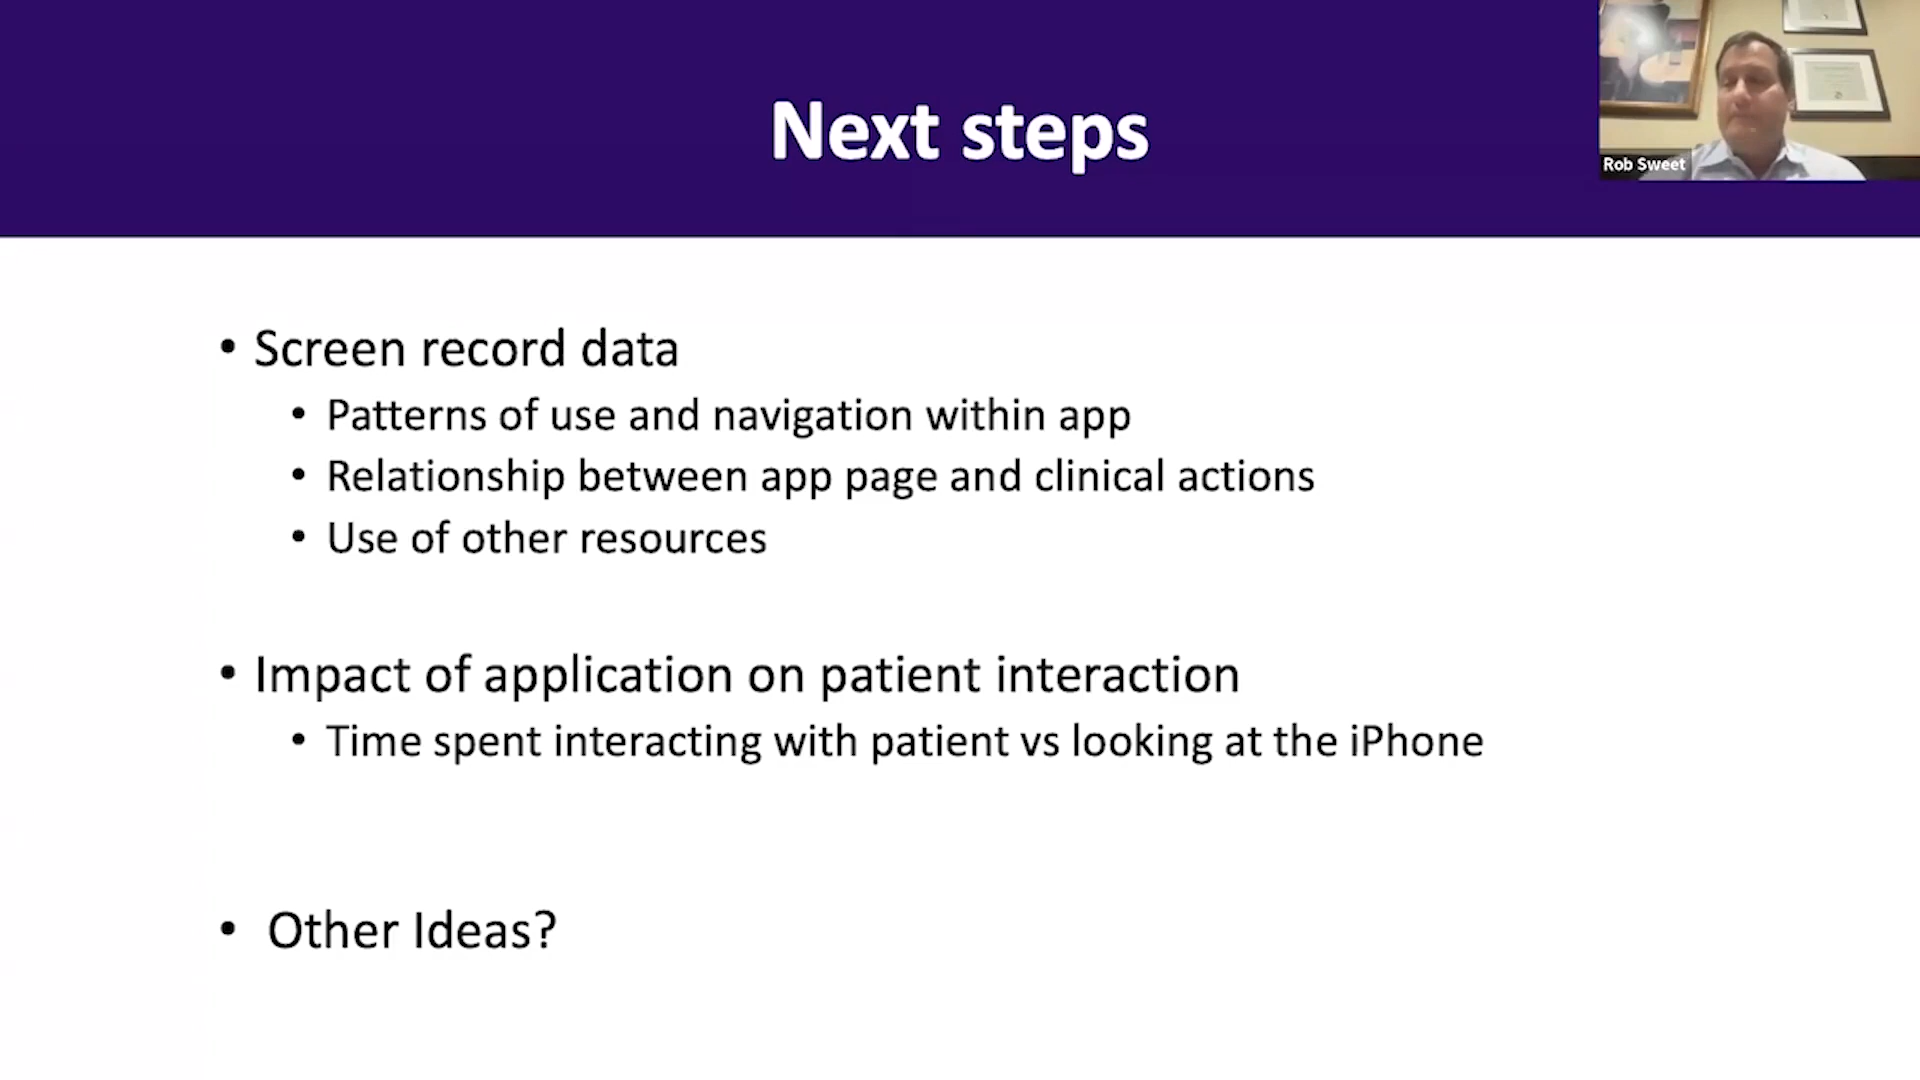 Next steps
Rob Sweet
• Screen record data
• Patterns of use and navigation within app
• Relationship between app page and clinical actions
• Use of other resources
• Impact of application on patient interaction
• Time spent interacting with patient vs looking at the iPhone
• Other Ideas?